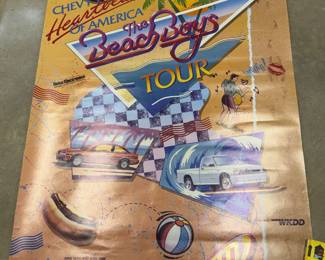 CHEV
Heartbeat
OF AMERICA
The
Beach Boys
TOUR
WKDD